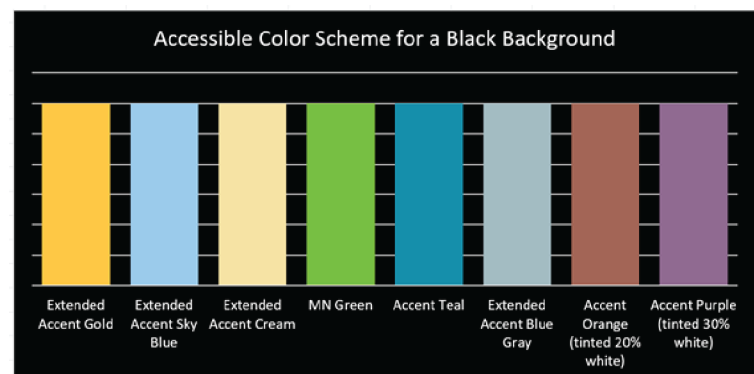 Accessible Color Scheme for a Black Background
Extended
Accent Gold
Extended
Accent Sky
Blue
Extended
Accent Cream
MN Green
Accent Teal
Extended
Accent Blue
Gray
Accent
Orange
(tinted 20%
white)
Accent Purple
(tinted 30%
white)